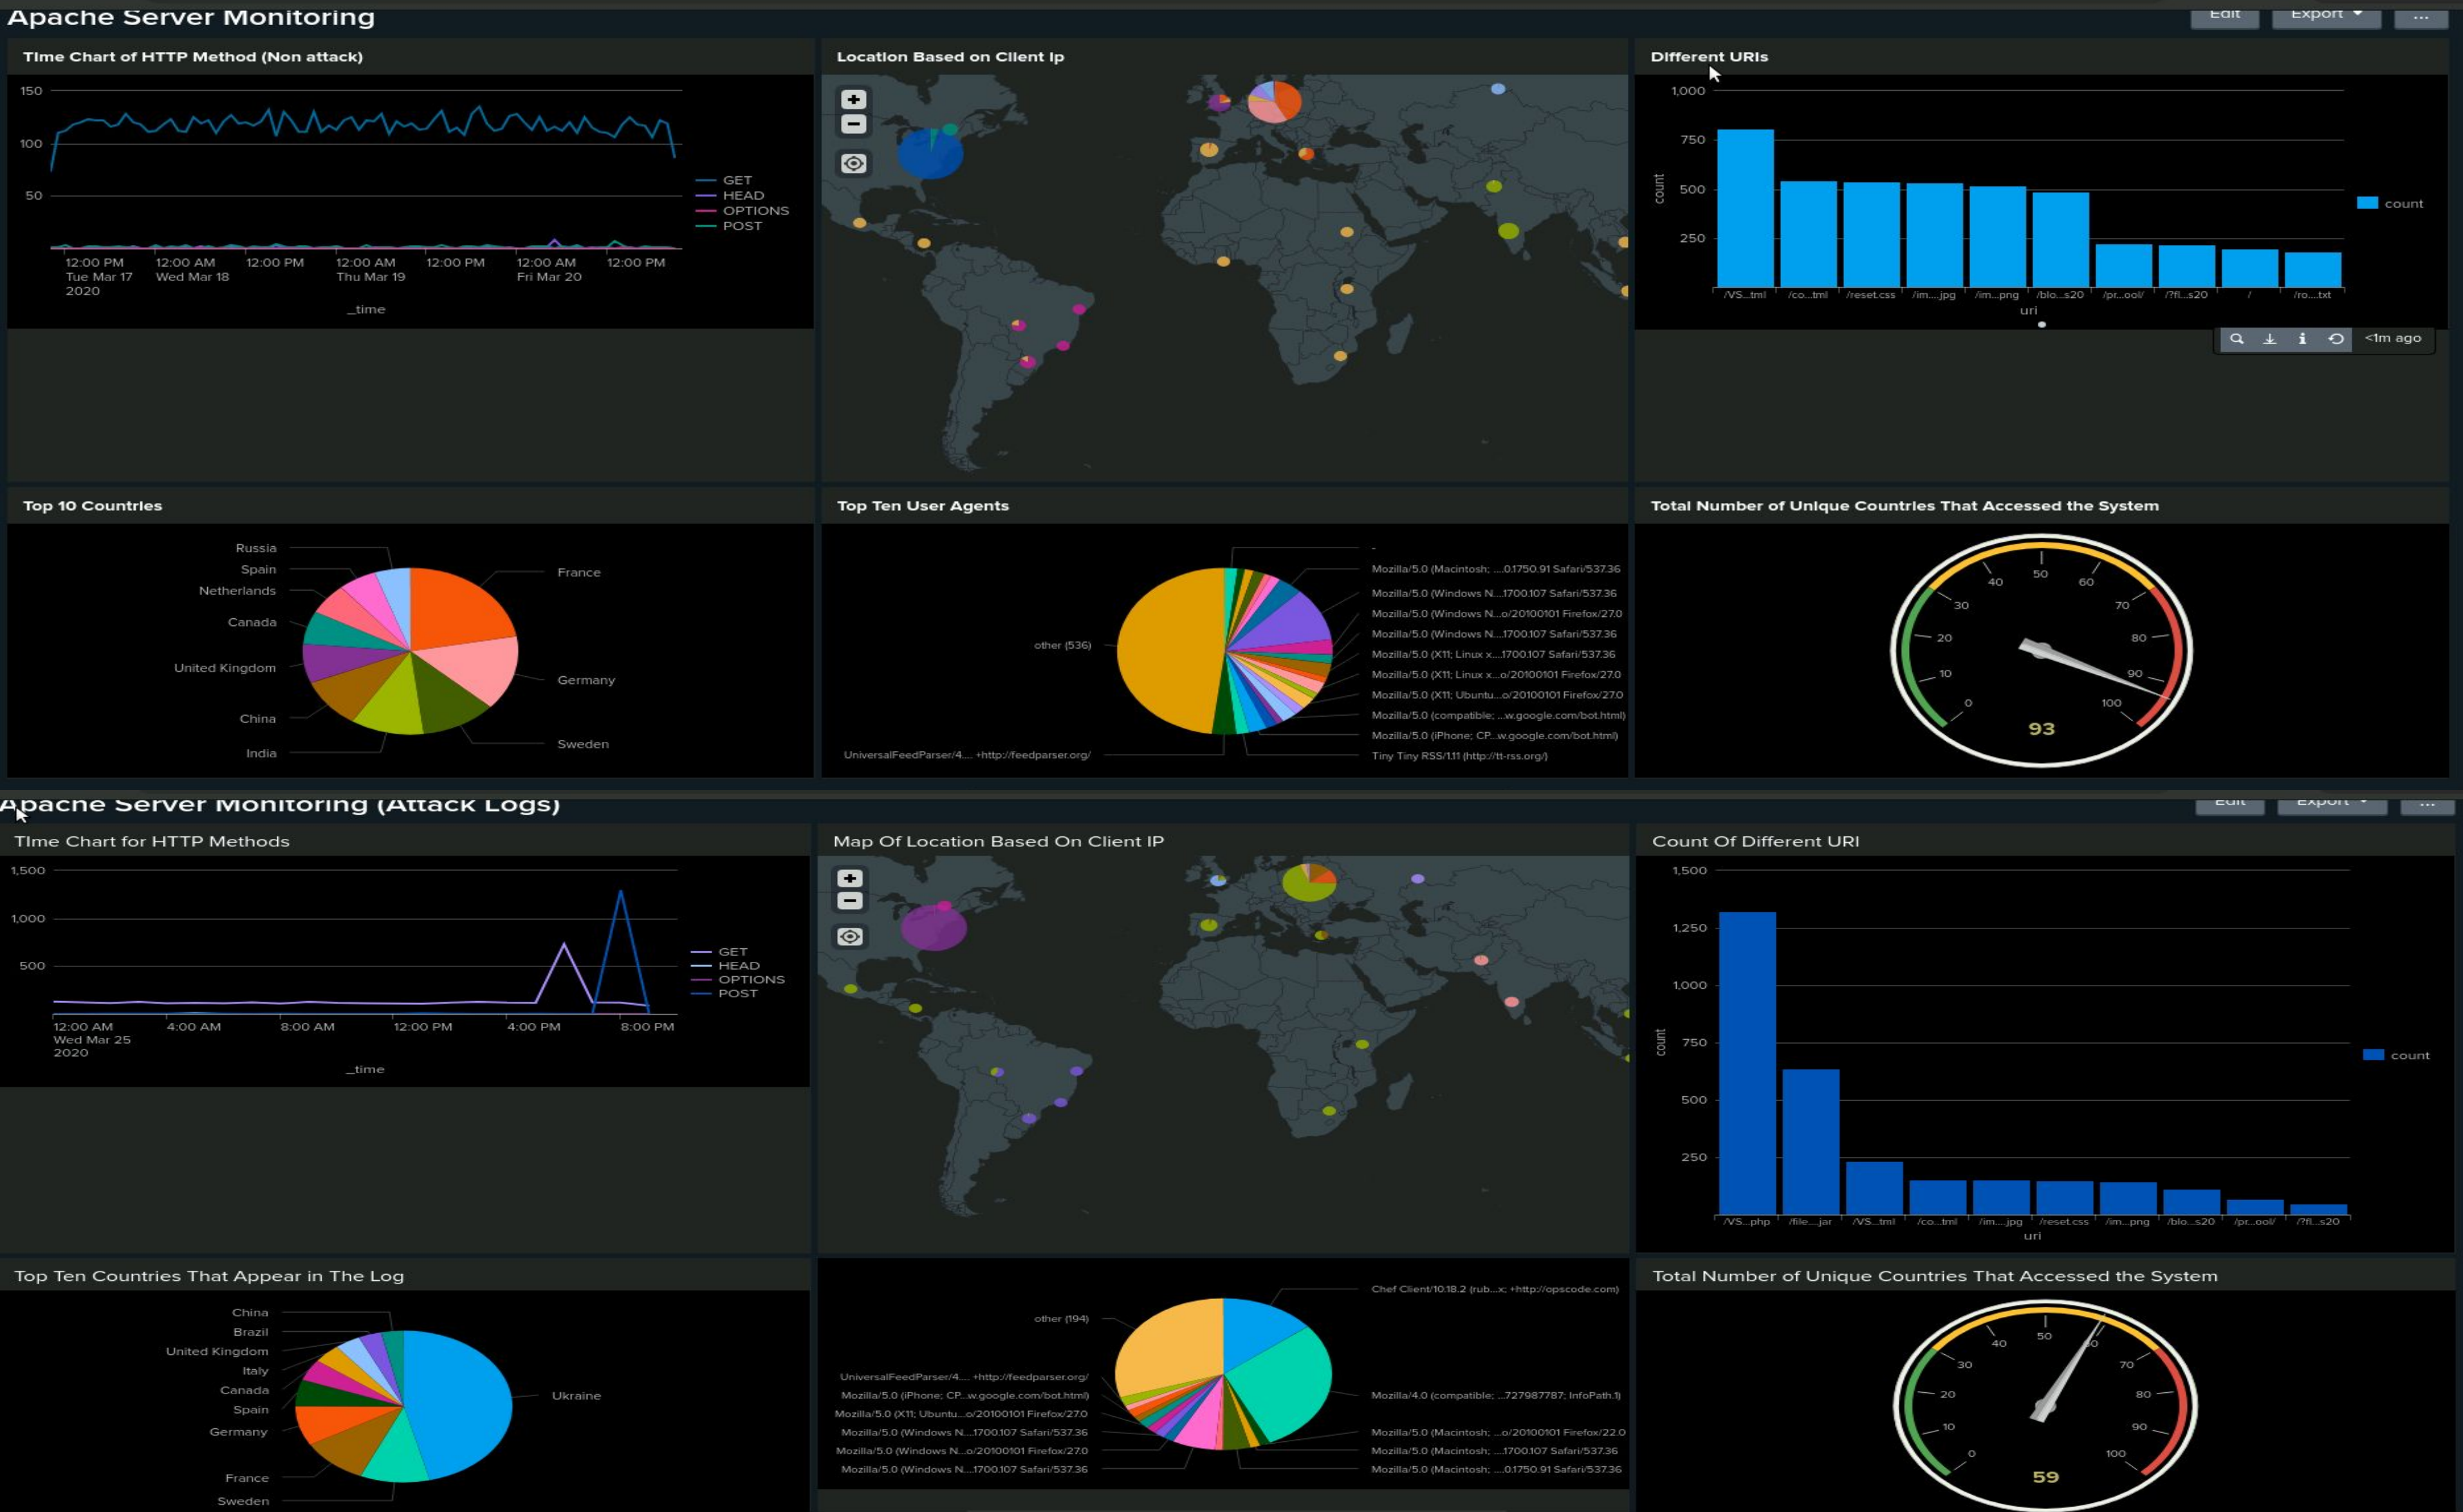 Apache Server Monitoring
Edit Export ...
Time Chart of HTTP Method (Non attack)
150
100
50
GET
HEAD
OPTIONS
POST
12:00 PM 12:00 AM 12:00 PM 12:00 AM 12:00 PM 12:00 AM 12:00 PM
Tue Mar 17 Wed Mar 18 Thu Mar 19 Fri Mar 20
2020
_time
Location Based on Client Ip
+
−
Different URIs
1,000
750
500
250
count
count
/VS...tml /co...tml /reset.css /im....jpg /im...png /blo...s20 /pr...ool/ /?fl...s20 / /ro....txt
uri
<1m ago
Top 10 Countries
Russia
Spain
Netherlands
Canada
United Kingdom
China
India
France
Germany
Sweden
Top Ten User Agents
-
Mozilla/5.0 (Macintosh; ....0.1750.91 Safari/537.36
Mozilla/5.0 (Windows N....1700.107 Safari/537.36
Mozilla/5.0 (Windows N...o/20100101 Firefox/27.0
Mozilla/5.0 (Windows N....1700.107 Safari/537.36
Mozilla/5.0 (X11; Linux x....1700.107 Safari/537.36
Mozilla/5.0 (X11; Linux x...o/20100101 Firefox/27.0
Mozilla/5.0 (X11; Ubuntu...o/20100101 Firefox/27.0
Mozilla/5.0 (compatible; ...w.google.com/bot.html)
Mozilla/5.0 (iPhone; CP...w.google.com/bot.html)
Tiny Tiny RSS/1.11 (http://tt-rss.org/)
other (536)
UniversalFeedParser/4.... +http://feedparser.org/
Total Number of Unique Countries That Accessed the System
0 10 20 30 40 50 60 70 80 90 100
93
Apache Server Monitoring (Attack Logs)
Edit Export ...
Time Chart for HTTP Methods
1,500
1,000
500
GET
HEAD
OPTIONS
POST
12:00 AM 4:00 AM 8:00 AM 12:00 PM 4:00 PM 8:00 PM
Wed Mar 25
2020
_time
Map Of Location Based On Client IP
+
−
Count Of Different URI
1,500
1,250
1,000
750
500
250
count
count
/VS...php /file....jar /VS...tml /co...tml /im....jpg /reset.css /im...png /blo...s20 /pr...ool/ /?fl...s20
uri
Top Ten Countries That Appear in The Log
China
Brazil
United Kingdom
Italy
Canada
Spain
Germany
France
Sweden
Ukraine
Chef Client/10.18.2 (rub...x; +http://opscode.com)
Mozilla/4.0 (compatible; ...727987787; InfoPath.1)
Mozilla/5.0 (Macintosh; ...o/20100101 Firefox/22.0
Mozilla/5.0 (Macintosh; ....1700.107 Safari/537.36
Mozilla/5.0 (Macintosh; ....0.1750.91 Safari/537.36
other (194)
UniversalFeedParser/4.... +http://feedparser.org/
Mozilla/5.0 (iPhone; CP...w.google.com/bot.html)
Mozilla/5.0 (X11; Ubuntu...o/20100101 Firefox/27.0
Mozilla/5.0 (Windows N....1700.107 Safari/537.36
Mozilla/5.0 (Windows N...o/20100101 Firefox/27.0
Mozilla/5.0 (Windows N....1700.107 Safari/537.36
Total Number of Unique Countries That Accessed the System
0 10 20 30 40 50 60 70 80 90 100
59